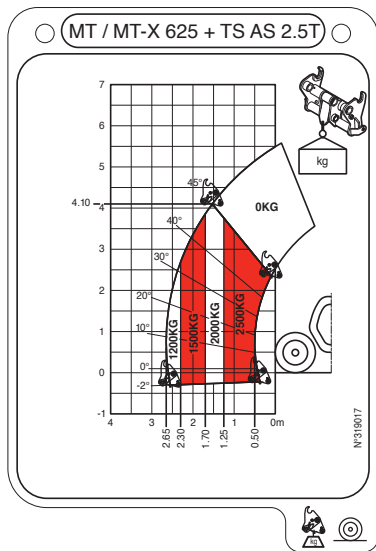 MT / MT-X 625 + TS AS 2.5T
kg
7
6
5
4.10
4
3
2
1
0
-1
45°
40°
30°
20°
10°
0°
-2°
0KG
1200KG
1500KG
2000KG
2500KG
4 3 2 1 0m
2.65 2.30 1.70 1.25 0.50
N°319017
kg